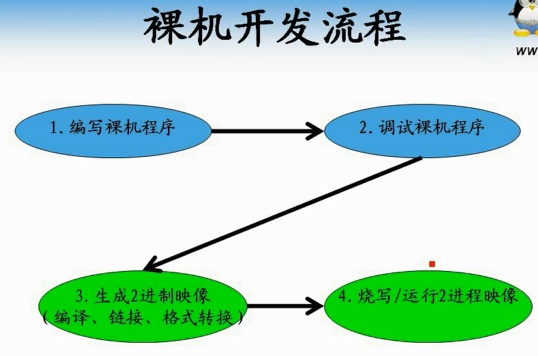 裸机开发流程
www
1.编写裸机程序
2.调试裸机程序
3.生成2进制映像
(编译、链接、格式转换)
4.烧写/运行2进程映像